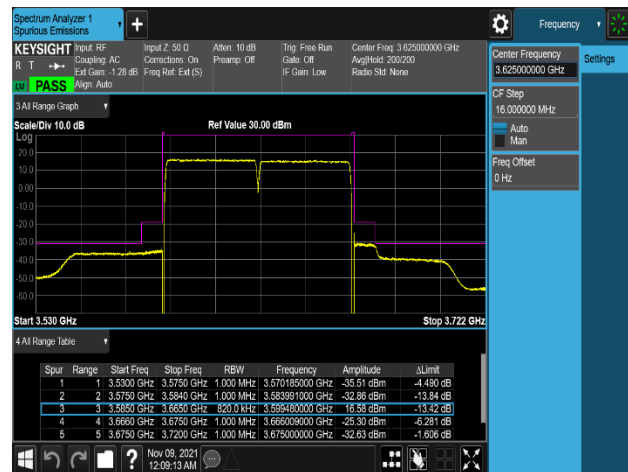 Spectrum Analyzer 1
Spurious Emissions
Frequency
KEYSIGHT Input: RF Input Z: 50 Ω Atten: 10 dB Trig: Free Run Center Freq: 3.625000000 GHz
R T Coupling: AC Corrections: On Preamp: Off Gate: Off Avg|Hold: 200/200
Ext Gain: -1.28 dB Freq Ref: Ext (S) IF Gain: Low Radio Std: None
PASS Align: Auto
Center Frequency
3.625000000 GHz
Settings
CF Step
16.000000 MHz
Auto
Man
Freq Offset
0 Hz
3 All Range Graph
Scale/Div 10.0 dB Ref Value 30.00 dBm
Log
20.0
10.0
0.00
-10.0
-20.0
-30.0
-40.0
-50.0
-60.0
Start 3.530 GHz Stop 3.722 GHz
4 All Range Table
Spur Range Start Freq Stop Freq RBW Frequency Amplitude ΔLimit
1 1 3.5300 GHz 3.5750 GHz 1.000 MHz 3.570185000 GHz -35.51 dBm -4.490 dB
2 2 3.5750 GHz 3.5840 GHz 1.000 MHz 3.583991000 GHz -32.86 dBm -13.84 dB
3 3 3.5850 GHz 3.6650 GHz 820.0 kHz 3.599480000 GHz 16.58 dBm -13.42 dB
4 4 3.6660 GHz 3.6750 GHz 1.000 MHz 3.666009000 GHz -25.30 dBm -6.281 dB
5 5 3.6750 GHz 3.7200 GHz 1.000 MHz 3.675000000 GHz -32.63 dBm -1.606 dB
Nov 09, 2021
12:09:13 AM